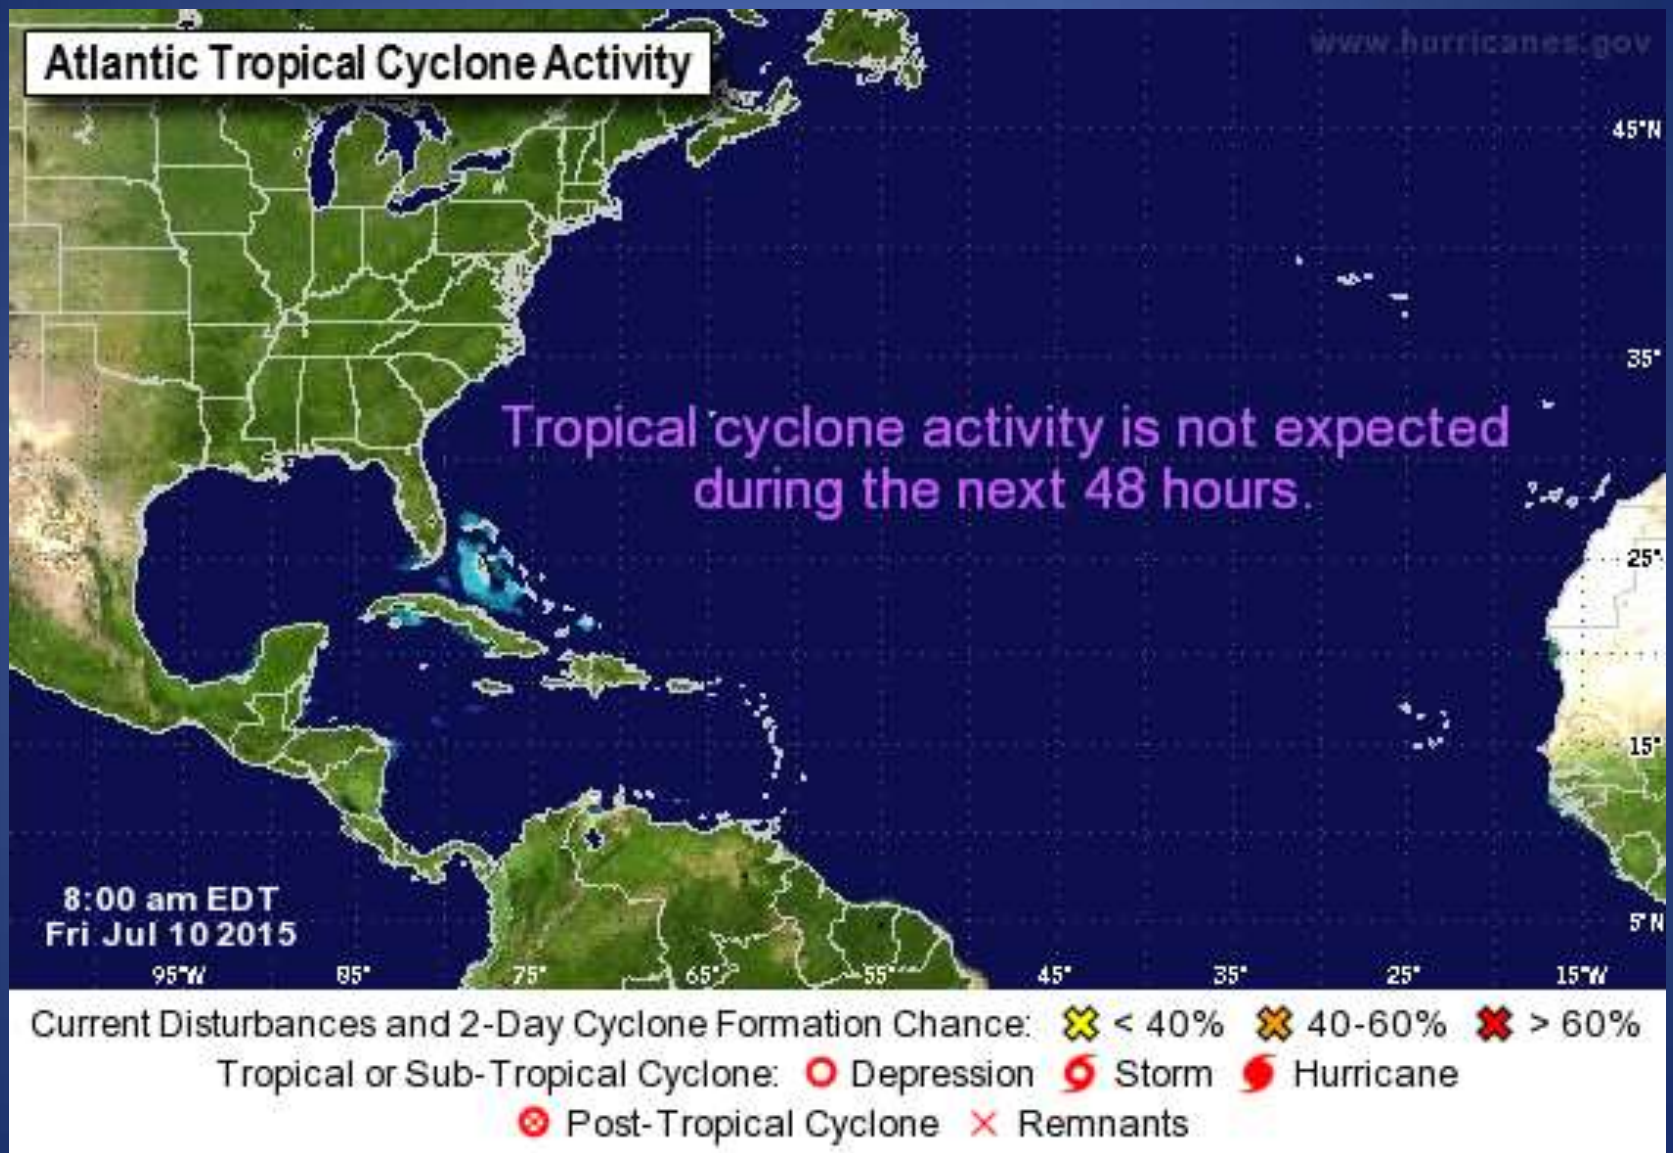 Atlantic Tropical Cyclone Activity
www.hurricanes.gov
45°N
35°
Tropical cyclone activity is not expected
during the next 48 hours.
25°
15°
8:00 am EDT
Fri Jul 10 2015
5°N
95°W 85° 75° 65° 55° 45° 35° 25° 15°W
Current Disturbances and 2-Day Cyclone Formation Chance: < 40% 40-60% > 60%
Tropical or Sub-Tropical Cyclone: Depression Storm Hurricane
Post-Tropical Cyclone Remnants